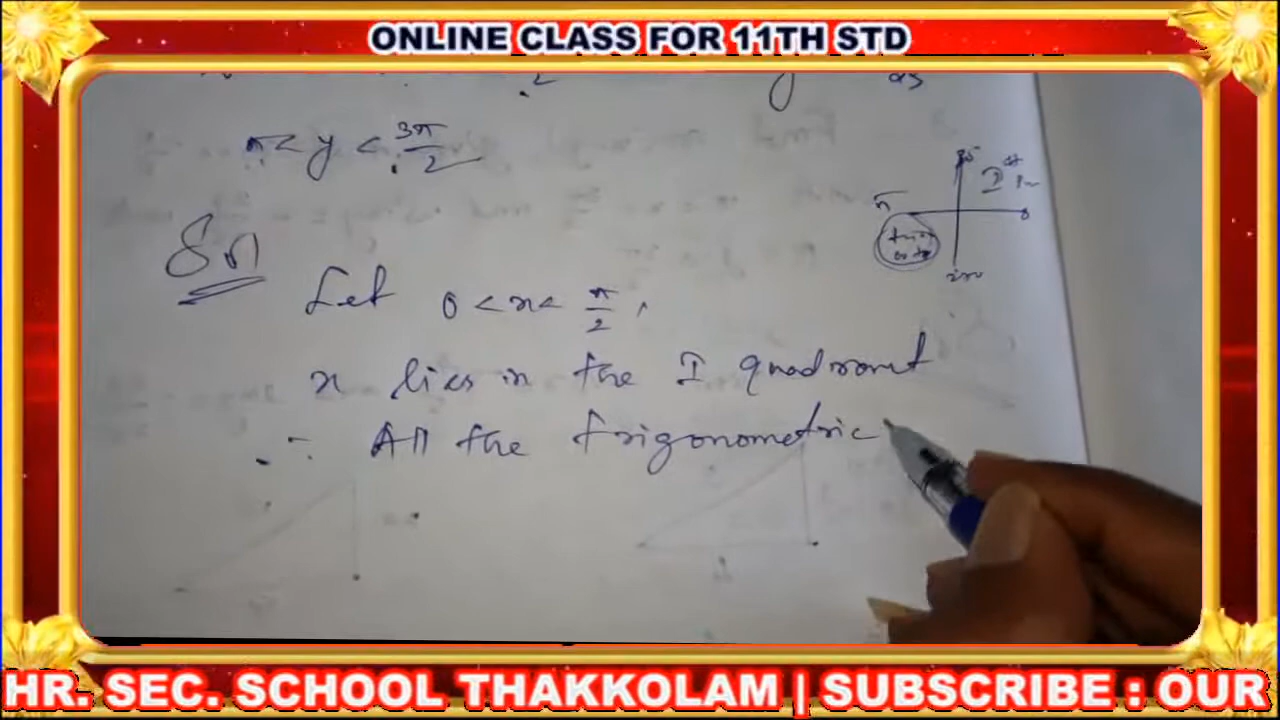 ONLINE CLASS FOR 11TH STD
π < y < 3π/2
Soln
Let 0 < x < π/2,
x lies in the I quadrant
∴ All the trigonometric
HR. SEC. SCHOOL THAKKOLAM | SUBSCRIBE : OUR